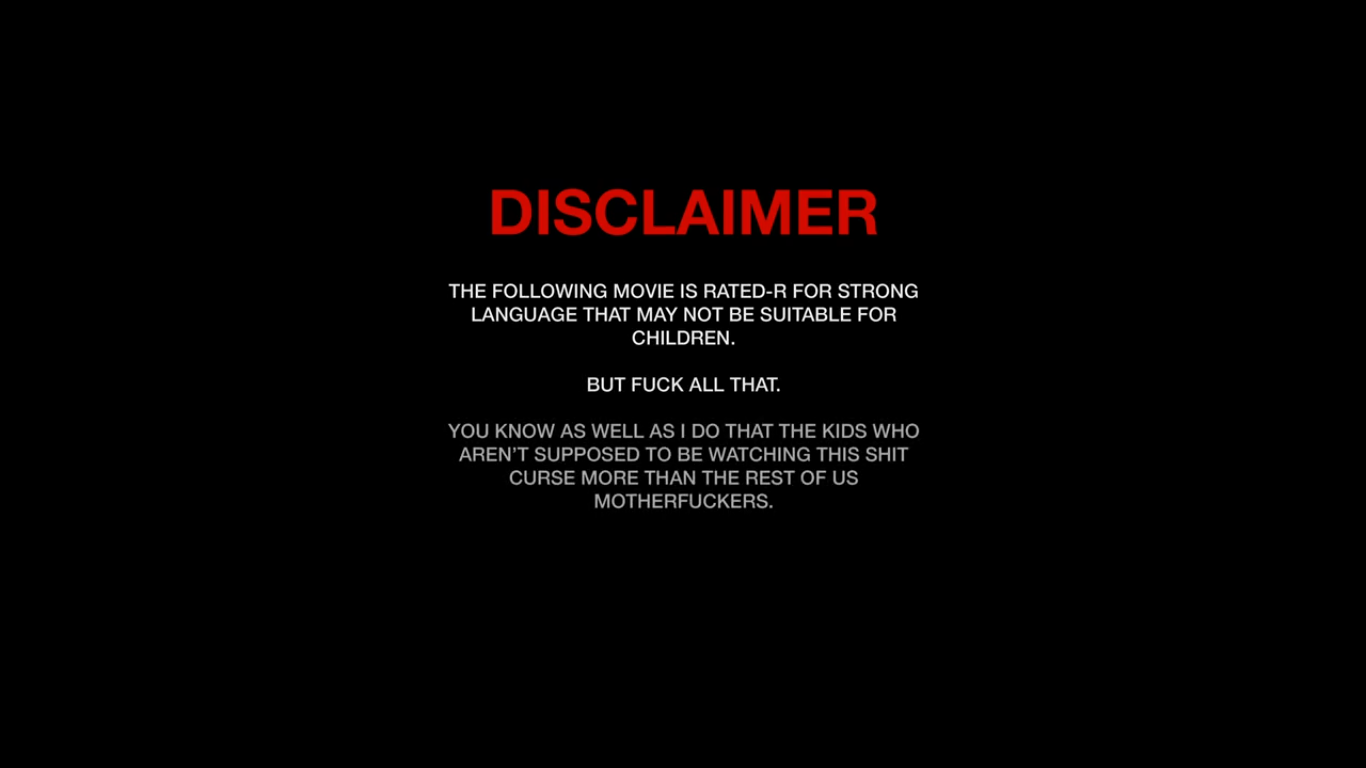 DISCLAIMER
THE FOLLOWING MOVIE IS RATED-R FOR STRONG
LANGUAGE THAT MAY NOT BE SUITABLE FOR
CHILDREN.
BUT FUCK ALL THAT.
YOU KNOW AS WELL AS I DO THAT THE KIDS WHO
AREN’T SUPPOSED TO BE WATCHING THIS SHIT
CURSE MORE THAN THE REST OF US
MOTHERFUCKERS.